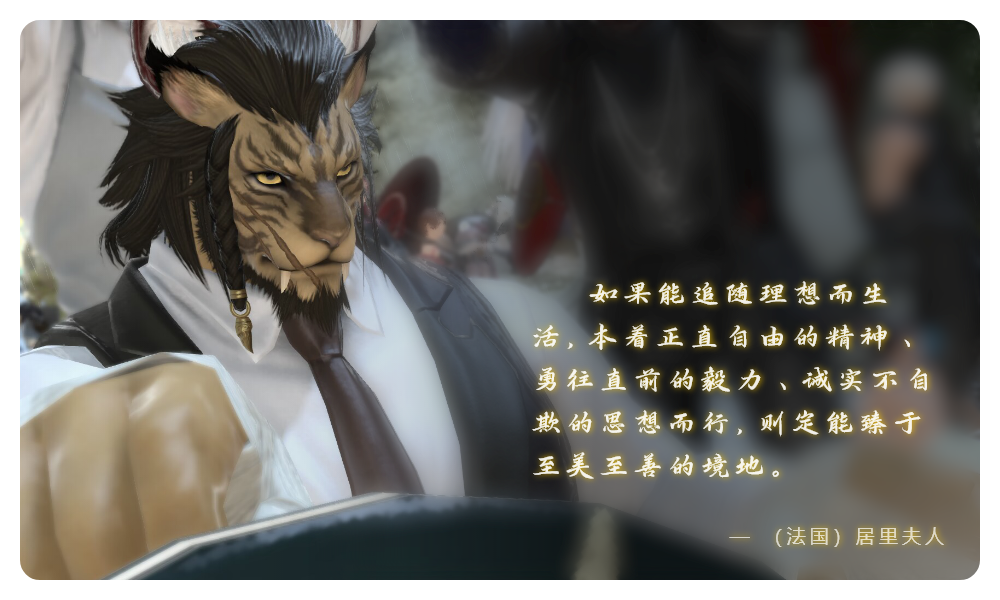 如果能追随理想而生
活，本着正直自由的精神、
勇往直前的毅力、诚实不自
欺的思想而行，则定能臻于
至美至善的境地。
— （法国）居里夫人